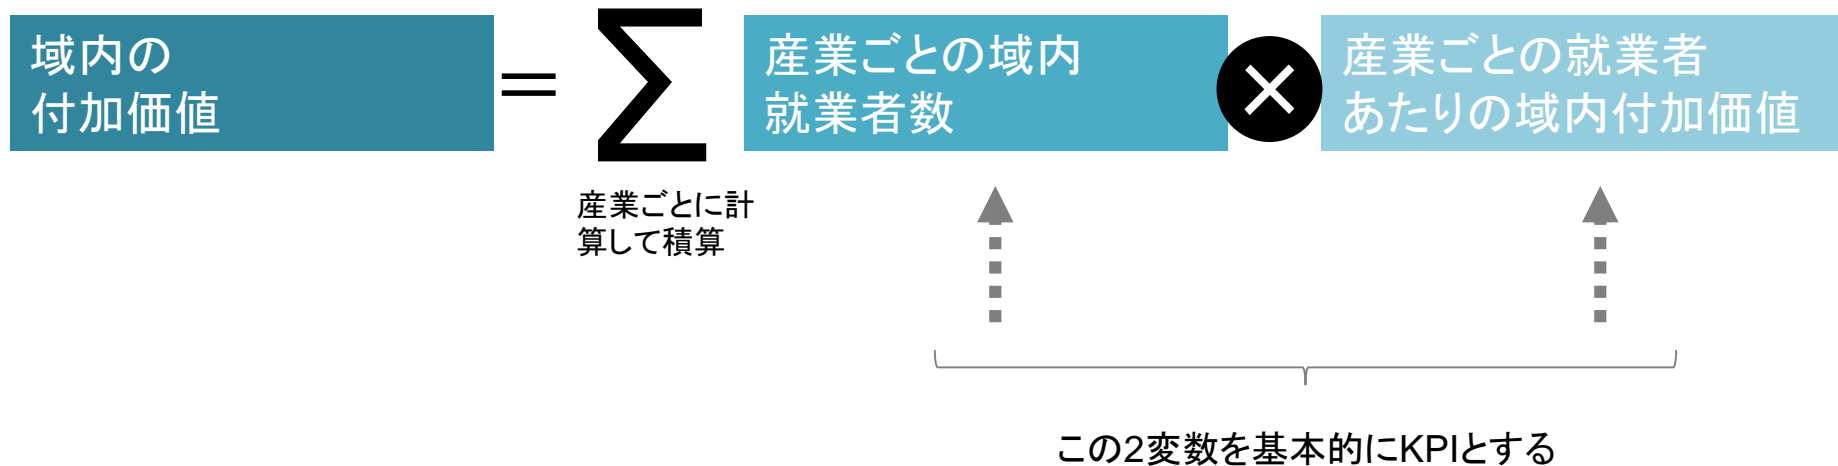 域内の
付加価値
＝
∑
産業ごとの域内
就業者数
×
産業ごとの就業者
あたりの域内付加価値
産業ごとに計
算して積算
この2変数を基本的にKPIとする